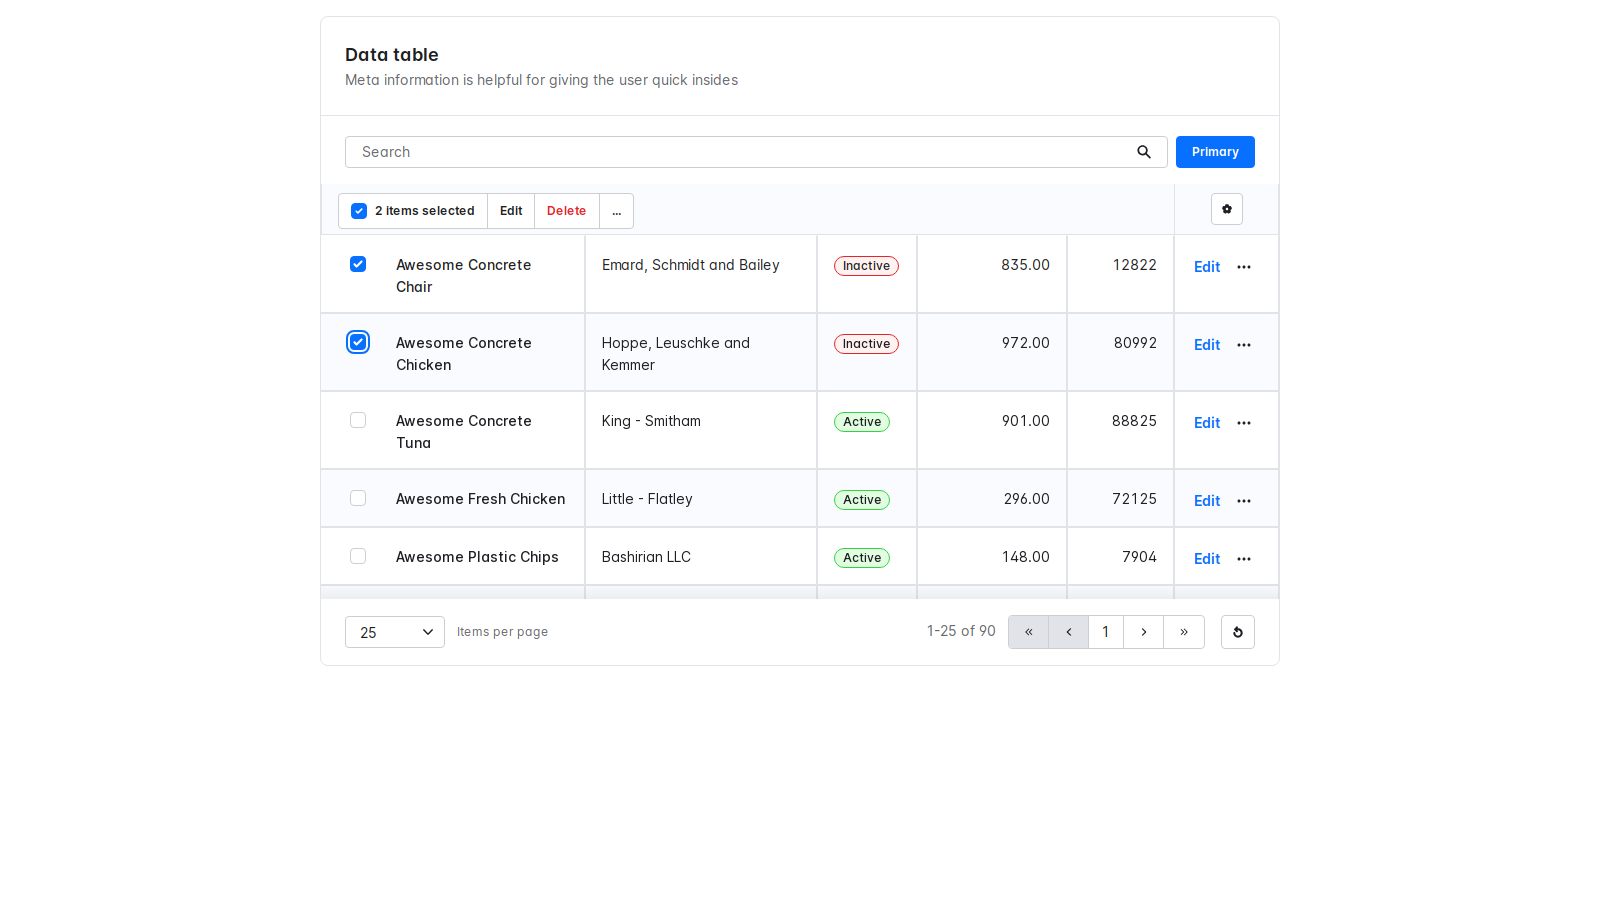 Data table
Meta information is helpful for giving the user quick insides
Search
Primary
2 items selected Edit Delete ...
Awesome Concrete Chair Emard, Schmidt and Bailey Inactive 835.00 12822 Edit
Awesome Concrete Chicken Hoppe, Leuschke and Kemmer Inactive 972.00 80992 Edit
Awesome Concrete Tuna King - Smitham Active 901.00 88825 Edit
Awesome Fresh Chicken Little - Flatley Active 296.00 72125 Edit
Awesome Plastic Chips Bashirian LLC Active 148.00 7904 Edit
25 Items per page 1-25 of 90 « ‹ 1 › »